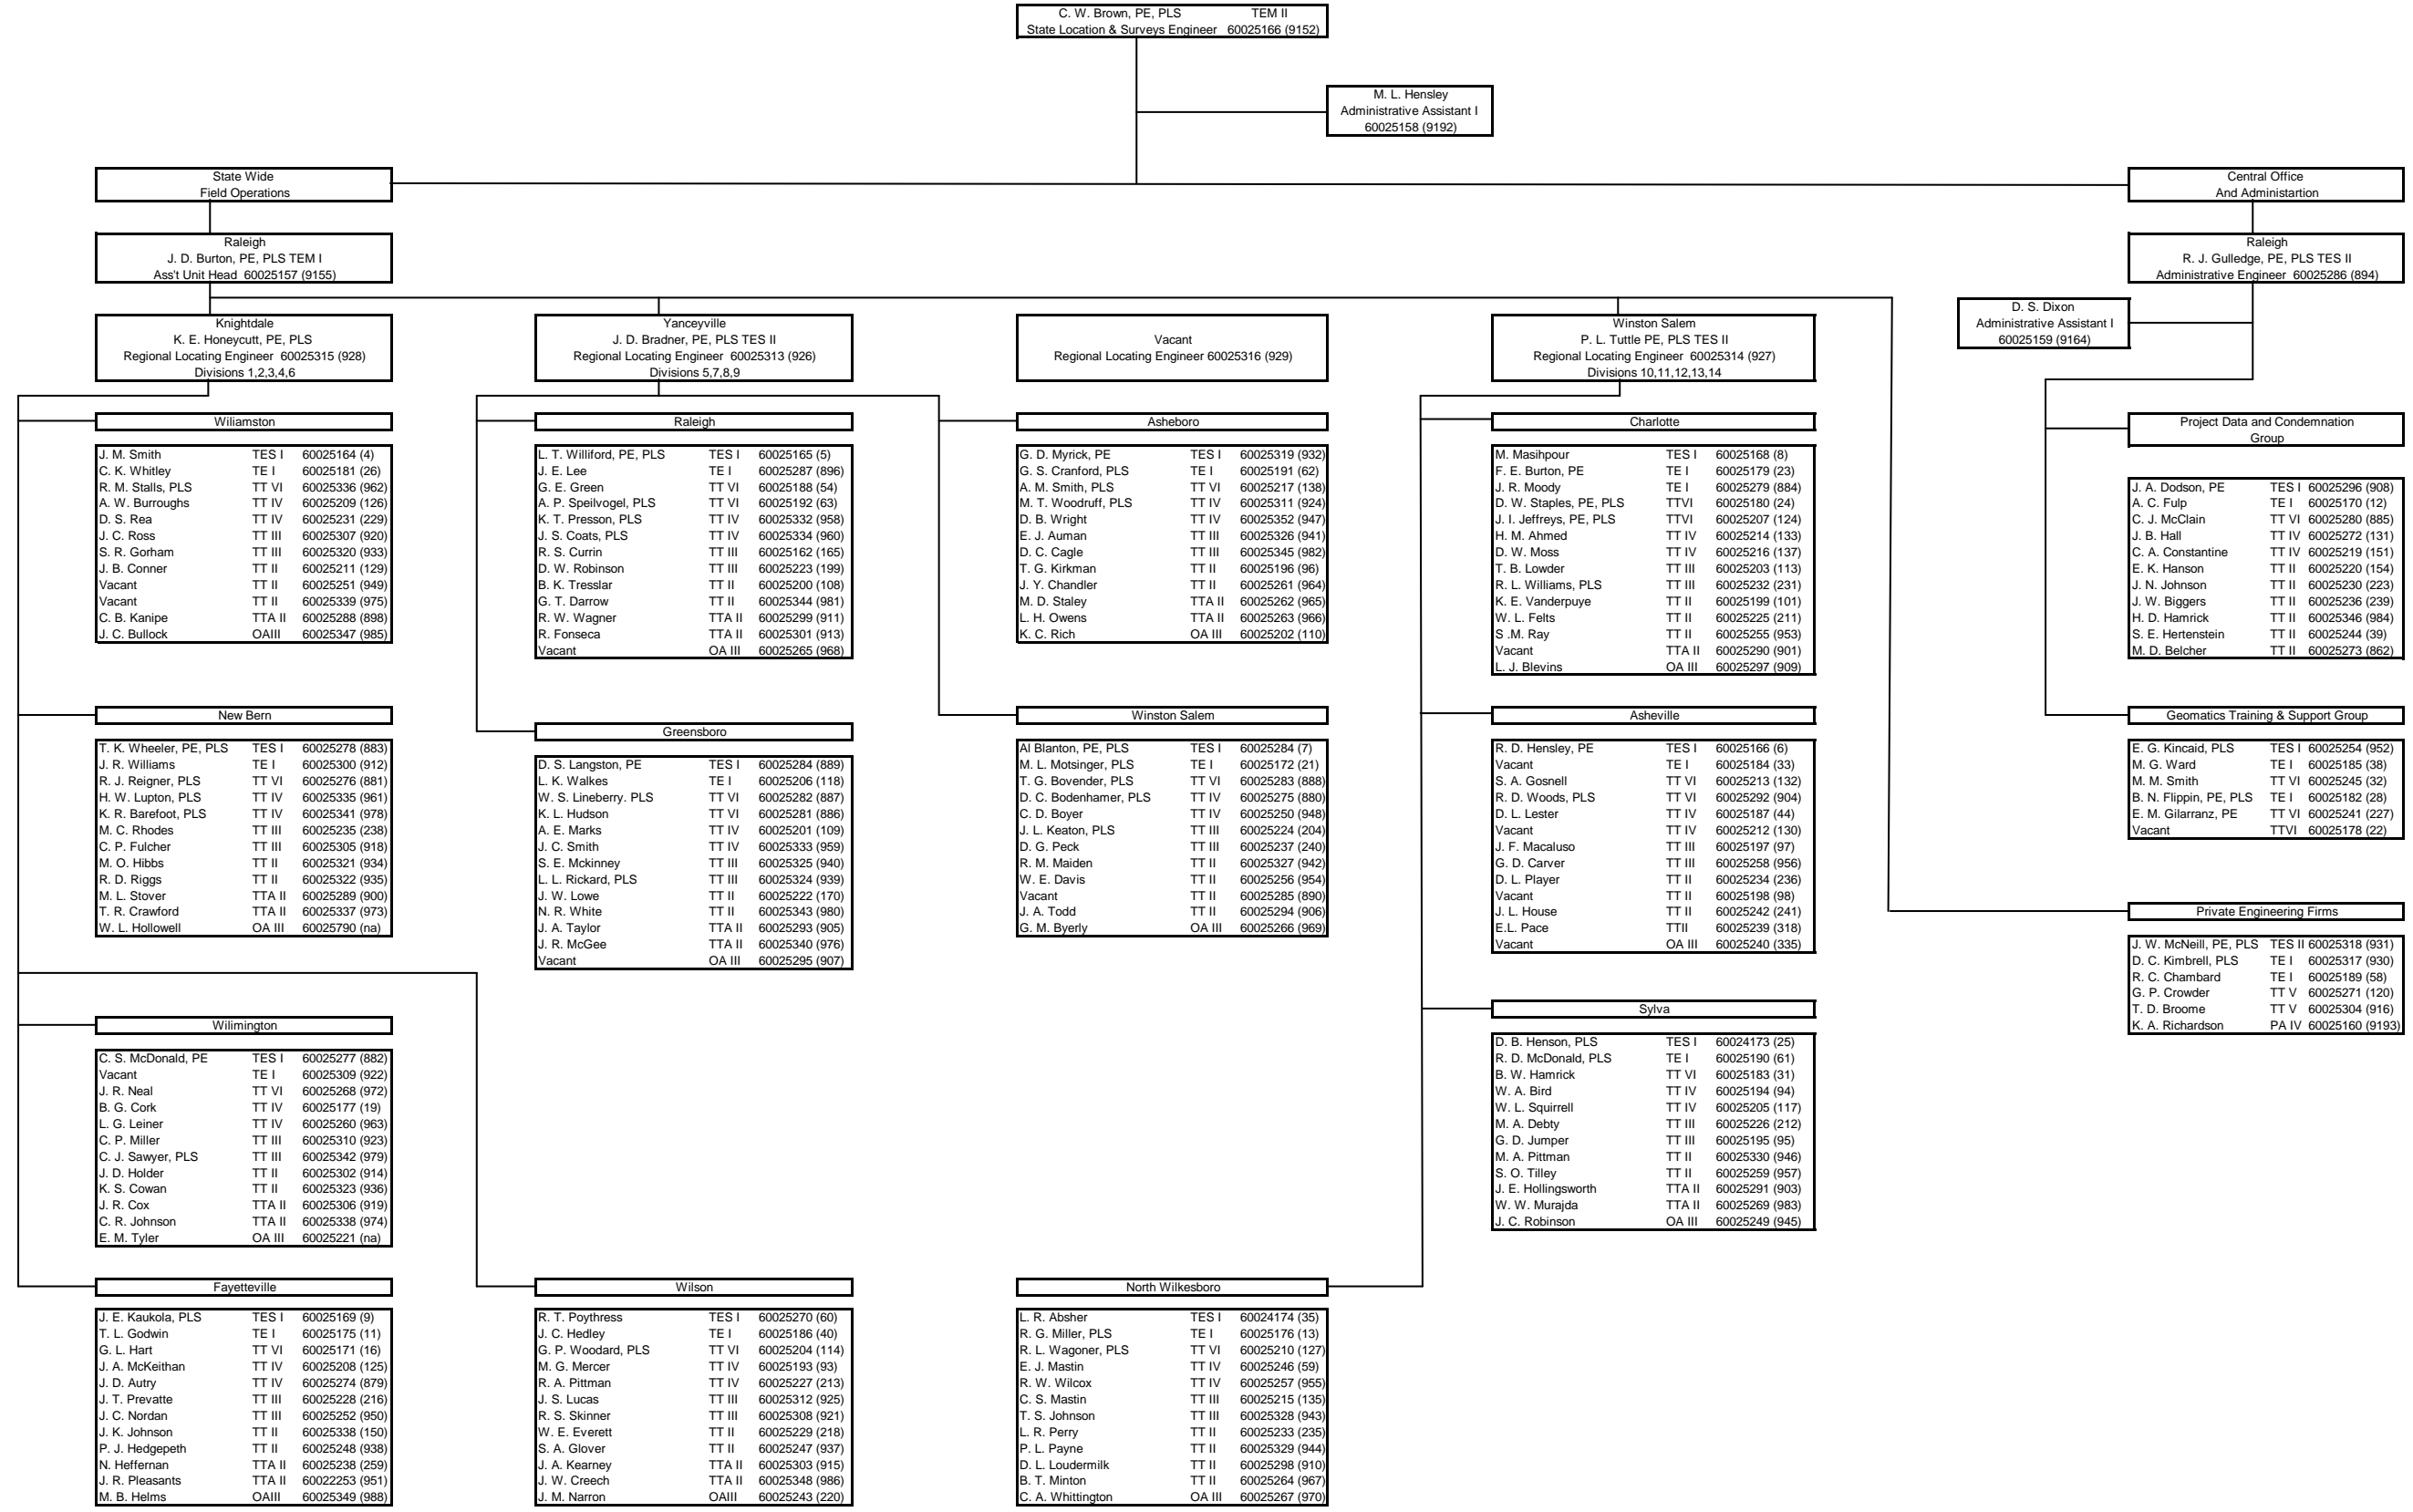 C. W. Brown, PE, PLS TEM II
State Location & Surveys Engineer 60025166 (9152)
M. L. Hensley
Administrative Assistant I
60025158 (9192)
State Wide
Field Operations
Central Office
And Administartion
Raleigh
J. D. Burton, PE, PLS TEM I
Ass't Unit Head 60025157 (9155)
Raleigh
R. J. Gulledge, PE, PLS TES II
Administrative Engineer 60025286 (894)
D. S. Dixon
Administrative Assistant I
60025159 (9164)
Knightdale
K. E. Honeycutt, PE, PLS
Regional Locating Engineer 60025315 (928)
Divisions 1,2,3,4,6
Yanceyville
J. D. Bradner, PE, PLS TES II
Regional Locating Engineer 60025313 (926)
Divisions 5,7,8,9
Vacant
Regional Locating Engineer 60025316 (929)
Winston Salem
P. L. Tuttle PE, PLS TES II
Regional Locating Engineer 60025314 (927)
Divisions 10,11,12,13,14
Wiliamston
J. M. Smith TES I 60025164 (4)
C. K. Whitley TE I 60025181 (26)
R. M. Stalls, PLS TT VI 60025336 (962)
A. W. Burroughs TT IV 60025209 (126)
D. S. Rea TT IV 60025231 (229)
J. C. Ross TT III 60025307 (920)
S. R. Gorham TT III 60025320 (933)
J. B. Conner TT II 60025211 (129)
Vacant TT II 60025251 (949)
Vacant TT II 60025339 (975)
C. B. Kanipe TTA II 60025288 (898)
J. C. Bullock OAIII 60025347 (985)
Raleigh
L. T. Williford, PE, PLS TES I 60025165 (5)
J. E. Lee TE I 60025287 (896)
G. E. Green TT VI 60025188 (54)
A. P. Speilvogel, PLS TT VI 60025192 (63)
K. T. Presson, PLS TT IV 60025332 (958)
J. S. Coats, PLS TT IV 60025334 (960)
R. S. Currin TT III 60025162 (165)
D. W. Robinson TT III 60025223 (199)
B. K. Tresslar TT II 60025200 (108)
G. T. Darrow TT II 60025344 (981)
R. W. Wagner TTA II 60025299 (911)
R. Fonseca TTA II 60025301 (913)
Vacant OA III 60025265 (968)
Asheboro
G. D. Myrick, PE TES I 60025319 (932)
G. S. Cranford, PLS TE I 60025191 (62)
A. M. Smith, PLS TT VI 60025217 (138)
M. T. Woodruff, PLS TT IV 60025311 (924)
D. B. Wright TT IV 60025352 (947)
E. J. Auman TT III 60025326 (941)
D. C. Cagle TT III 60025345 (982)
T. G. Kirkman TT II 60025196 (96)
J. Y. Chandler TT II 60025261 (964)
M. D. Staley TTA II 60025262 (965)
L. H. Owens TTA II 60025263 (966)
K. C. Rich OA III 60025202 (110)
Charlotte
M. Masihpour TES I 60025168 (8)
F. E. Burton, PE TE I 60025179 (23)
J. R. Moody TE I 60025279 (884)
D. W. Staples, PE, PLS TTVI 60025180 (24)
J. I. Jeffreys, PE, PLS TTVI 60025207 (124)
H. M. Ahmed TT IV 60025214 (133)
D. W. Moss TT IV 60025216 (137)
T. B. Lowder TT III 60025203 (113)
R. L. Williams, PLS TT III 60025232 (231)
K. E. Vanderpuye TT II 60025199 (101)
W. L. Felts TT II 60025225 (211)
S .M. Ray TT II 60025255 (953)
Vacant TTA II 60025290 (901)
L. J. Blevins OA III 60025297 (909)
Project Data and Condemnation
Group
J. A. Dodson, PE TES I 60025296 (908)
A. C. Fulp TE I 60025170 (12)
C. J. McClain TT VI 60025280 (885)
J. B. Hall TT IV 60025272 (131)
C. A. Constantine TT IV 60025219 (151)
E. K. Hanson TT II 60025220 (154)
J. N. Johnson TT II 60025230 (223)
J. W. Biggers TT II 60025236 (239)
H. D. Hamrick TT II 60025346 (984)
S. E. Hertenstein TT II 60025244 (39)
M. D. Belcher TT II 60025273 (862)
New Bern
T. K. Wheeler, PE, PLS TES I 60025278 (883)
J. R. Williams TE I 60025300 (912)
R. J. Reigner, PLS TT VI 60025276 (881)
H. W. Lupton, PLS TT IV 60025335 (961)
K. R. Barefoot, PLS TT IV 60025341 (978)
M. C. Rhodes TT III 60025235 (238)
C. P. Fulcher TT III 60025305 (918)
M. O. Hibbs TT II 60025321 (934)
R. D. Riggs TT II 60025322 (935)
M. L. Stover TTA II 60025289 (900)
T. R. Crawford TTA II 60025337 (973)
W. L. Hollowell OA III 60025790 (na)
Greensboro
D. S. Langston, PE TES I 60025284 (889)
L. K. Walkes TE I 60025206 (118)
W. S. Lineberry. PLS TT VI 60025282 (887)
K. L. Hudson TT VI 60025281 (886)
A. E. Marks TT IV 60025201 (109)
J. C. Smith TT IV 60025333 (959)
S. E. Mckinney TT III 60025325 (940)
L. L. Rickard, PLS TT III 60025324 (939)
J. W. Lowe TT II 60025222 (170)
N. R. White TT II 60025343 (980)
J. A. Taylor TTA II 60025293 (905)
J. R. McGee TTA II 60025340 (976)
Vacant OA III 60025295 (907)
Winston Salem
Al Blanton, PE, PLS TES I 60025284 (7)
M. L. Motsinger, PLS TE I 60025172 (21)
T. G. Bovender, PLS TT VI 60025283 (888)
D. C. Bodenhamer, PLS TT IV 60025275 (880)
C. D. Boyer TT IV 60025250 (948)
J. L. Keaton, PLS TT III 60025224 (204)
D. G. Peck TT III 60025237 (240)
R. M. Maiden TT II 60025327 (942)
W. E. Davis TT II 60025256 (954)
Vacant TT II 60025285 (890)
J. A. Todd TT II 60025294 (906)
G. M. Byerly OA III 60025266 (969)
Asheville
R. D. Hensley, PE TES I 60025166 (6)
Vacant TE I 60025184 (33)
S. A. Gosnell TT VI 60025213 (132)
R. D. Woods, PLS TT VI 60025292 (904)
D. L. Lester TT IV 60025187 (44)
Vacant TT IV 60025212 (130)
J. F. Macaluso TT III 60025197 (97)
G. D. Carver TT III 60025258 (956)
D. L. Player TT II 60025234 (236)
Vacant TT II 60025198 (98)
J. L. House TT II 60025242 (241)
E.L. Pace TTII 60025239 (318)
Vacant OA III 60025240 (335)
Geomatics Training & Support Group
E. G. Kincaid, PLS TES I 60025254 (952)
M. G. Ward TE I 60025185 (38)
M. M. Smith TT VI 60025245 (32)
B. N. Flippin, PE, PLS TE I 60025182 (28)
E. M. Gilarranz, PE TT VI 60025241 (227)
Vacant TTVI 60025178 (22)
Private Engineering Firms
J. W. McNeill, PE, PLS TES II 60025318 (931)
D. C. Kimbrell, PLS TE I 60025317 (930)
R. C. Chambard TE I 60025189 (58)
G. P. Crowder TT V 60025271 (120)
T. D. Broome TT V 60025304 (916)
K. A. Richardson PA IV 60025160 (9193)
Wilimington
C. S. McDonald, PE TES I 60025277 (882)
Vacant TE I 60025309 (922)
J. R. Neal TT VI 60025268 (972)
B. G. Cork TT IV 60025177 (19)
L. G. Leiner TT IV 60025260 (963)
C. P. Miller TT III 60025310 (923)
C. J. Sawyer, PLS TT III 60025342 (979)
J. D. Holder TT II 60025302 (914)
K. S. Cowan TT II 60025323 (936)
J. R. Cox TTA II 60025306 (919)
C. R. Johnson TTA II 60025338 (974)
E. M. Tyler OA III 60025221 (na)
Sylva
D. B. Henson, PLS TES I 60024173 (25)
R. D. McDonald, PLS TE I 60025190 (61)
B. W. Hamrick TT VI 60025183 (31)
W. A. Bird TT IV 60025194 (94)
W. L. Squirrell TT IV 60025205 (117)
M. A. Debty TT III 60025226 (212)
G. D. Jumper TT III 60025195 (95)
M. A. Pittman TT II 60025330 (946)
S. O. Tilley TT II 60025259 (957)
J. E. Hollingsworth TTA II 60025291 (903)
W. W. Murajda TTA II 60025269 (983)
J. C. Robinson OA III 60025249 (945)
Fayetteville
J. E. Kaukola, PLS TES I 60025169 (9)
T. L. Godwin TE I 60025175 (11)
G. L. Hart TT VI 60025171 (16)
J. A. McKeithan TT IV 60025208 (125)
J. D. Autry TT IV 60025274 (879)
J. T. Prevatte TT III 60025228 (216)
J. C. Nordan TT III 60025252 (950)
J. K. Johnson TT II 60025338 (150)
P. J. Hedgepeth TT II 60025248 (938)
N. Heffernan TTA II 60025238 (259)
J. R. Pleasants TTA II 60022253 (951)
M. B. Helms OAIII 60025349 (988)
Wilson
R. T. Poythress TES I 60025270 (60)
J. C. Hedley TE I 60025186 (40)
G. P. Woodard, PLS TT VI 60025204 (114)
M. G. Mercer TT IV 60025193 (93)
R. A. Pittman TT IV 60025227 (213)
J. S. Lucas TT III 60025312 (925)
R. S. Skinner TT III 60025308 (921)
W. E. Everett TT II 60025229 (218)
S. A. Glover TT II 60025247 (937)
J. A. Kearney TTA II 60025303 (915)
J. W. Creech TTA II 60025348 (986)
J. M. Narron OAIII 60025243 (220)
North Wilkesboro
L. R. Absher TES I 60024174 (35)
R. G. Miller, PLS TE I 60025176 (13)
R. L. Wagoner, PLS TT VI 60025210 (127)
E. J. Mastin TT IV 60025246 (59)
R. W. Wilcox TT IV 60025257 (955)
C. S. Mastin TT III 60025215 (135)
T. S. Johnson TT III 60025328 (943)
L. R. Perry TT II 60025233 (235)
P. L. Payne TT II 60025329 (944)
D. L. Loudermilk TT II 60025298 (910)
B. T. Minton TT II 60025264 (967)
C. A. Whittington OA III 60025267 (970)